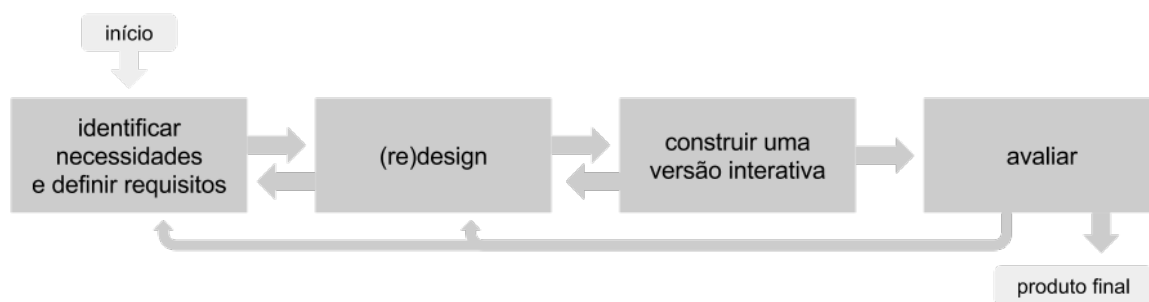 início
identificar
necessidades
e definir requisitos
(re)design
construir uma
versão interativa
avaliar
produto final